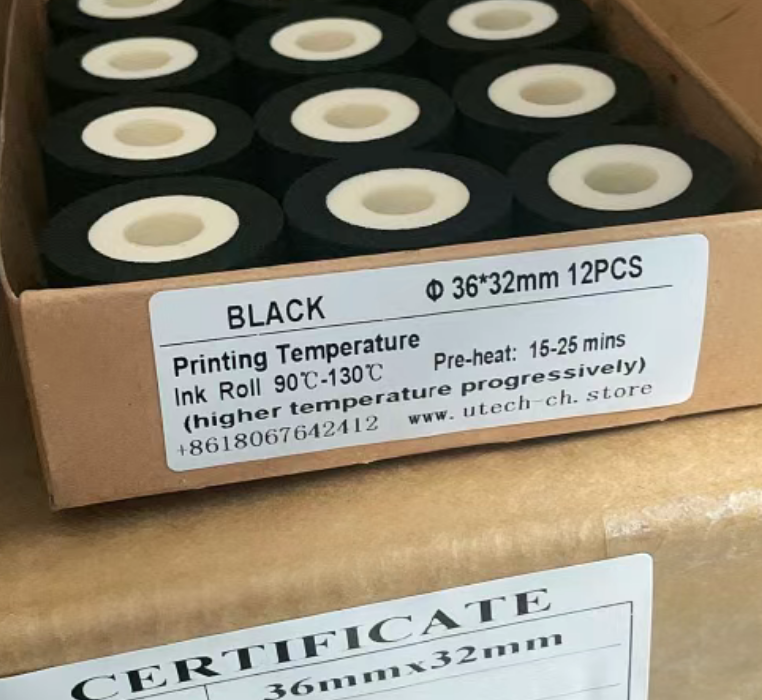 BLACK Φ 36*32mm 12PCS
Printing Temperature
Ink Roll 90℃-130℃ Pre-heat: 15-25 mins
(higher temperature progressively)
+8618067642412 www.utech-ch.store
CERTIFICATE
36mmx32mm